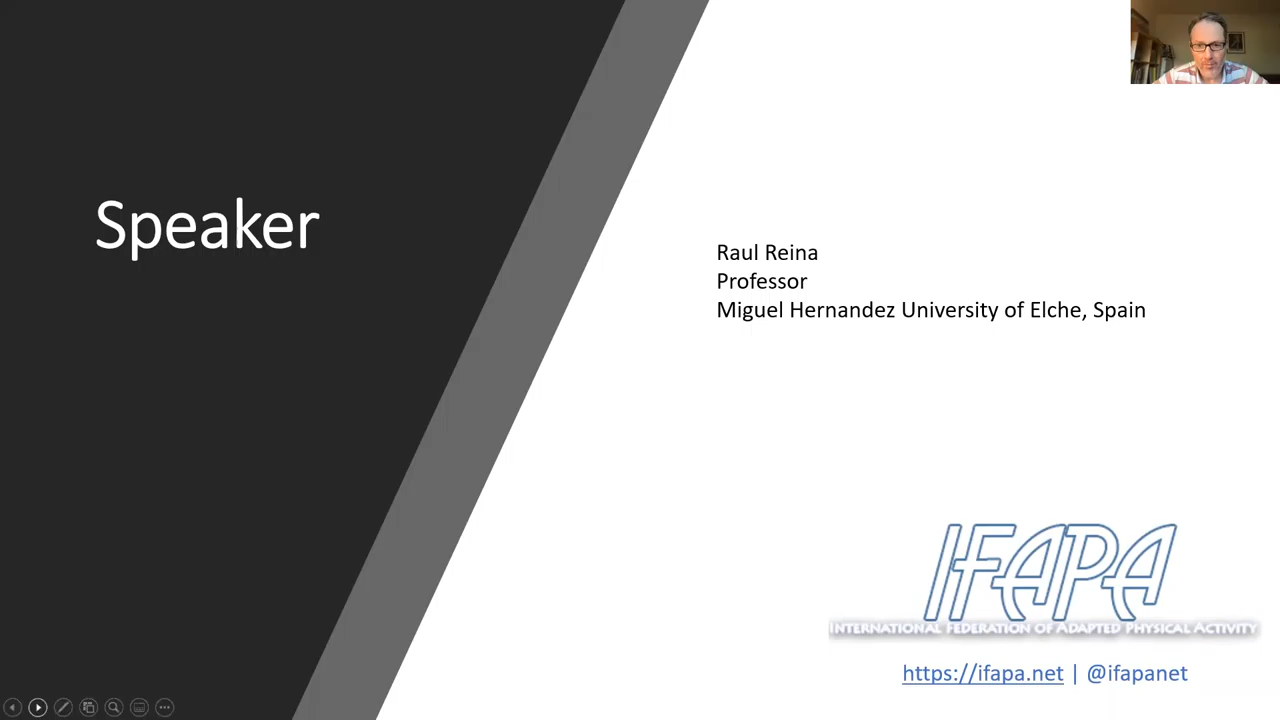 Speaker
Raul Reina
Professor
Miguel Hernandez University of Elche, Spain
IFAPA
INTERNATIONAL FEDERATION OF ADAPTED PHYSICAL ACTIVITY
https://ifapa.net | @ifapanet